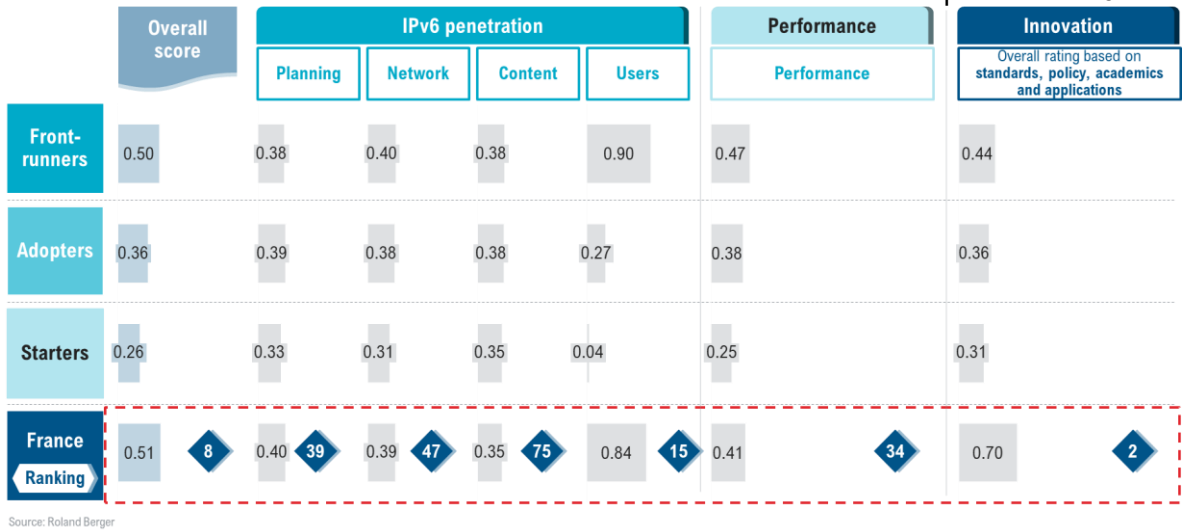 Overall
score
IPv6 penetration
Performance
Innovation
Planning
Network
Content
Users
Performance
Overall rating based on
standards, policy, academics
and applications
Front-
runners
0.50
0.38
0.40
0.38
0.90
0.47
0.44
Adopters
0.36
0.39
0.38
0.38
0.27
0.38
0.36
Starters
0.26
0.33
0.31
0.35
0.04
0.25
0.31
France
Ranking
0.51
8
0.40
39
0.39
47
0.35
75
0.84
15
0.41
34
0.70
2
Source: Roland Berger